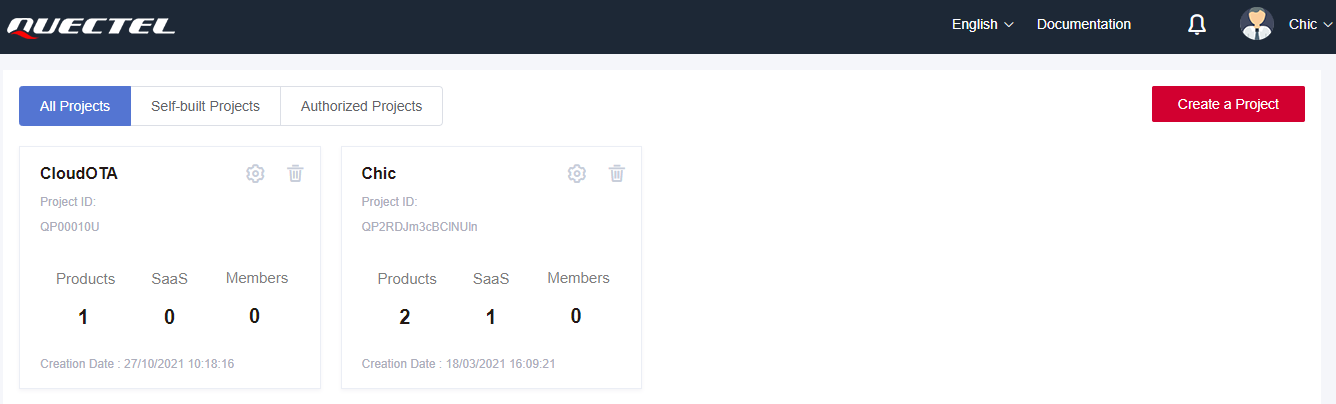 QUECTEL English Documentation Chic
All Projects Self-built Projects Authorized Projects Create a Project
CloudOTA
Project ID:
QP00010U
Products SaaS Members
1 0 0
Creation Date : 27/10/2021 10:18:16
Chic
Project ID:
QP2RDJm3cBCINUIn
Products SaaS Members
2 1 0
Creation Date : 18/03/2021 16:09:21